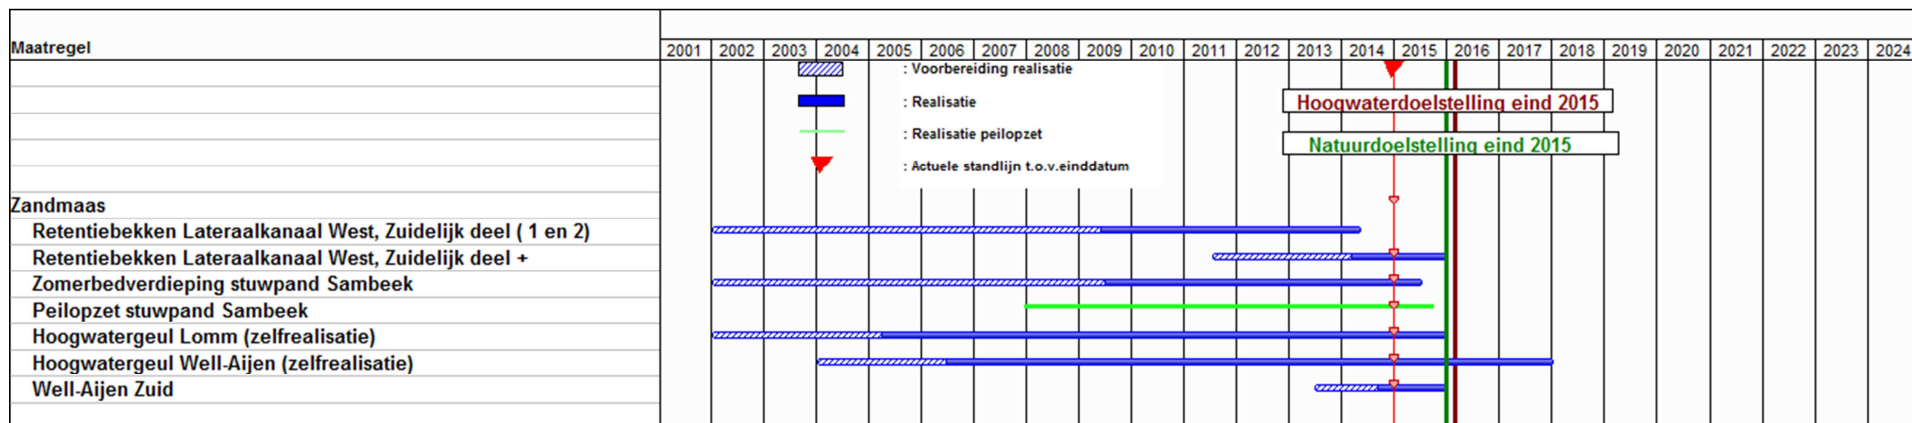 Maatregel
2001 2002 2003 2004 2005 2006 2007 2008 2009 2010 2011 2012 2013 2014 2015 2016 2017 2018 2019 2020 2021 2022 2023 2024
: Voorbereiding realisatie
: Realisatie
Hoogwaterdoelstelling eind 2015
: Realisatie peilopzet
Natuurdoelstelling eind 2015
: Actuele standlijn t.o.v.einddatum
Zandmaas
Retentiebekken Lateraalkanaal West, Zuidelijk deel ( 1 en 2)
Retentiebekken Lateraalkanaal West, Zuidelijk deel +
Zomerbedverdieping stuwpand Sambeek
Peilopzet stuwpand Sambeek
Hoogwatergeul Lomm (zelfrealisatie)
Hoogwatergeul Well-Aijen (zelfrealisatie)
Well-Aijen Zuid